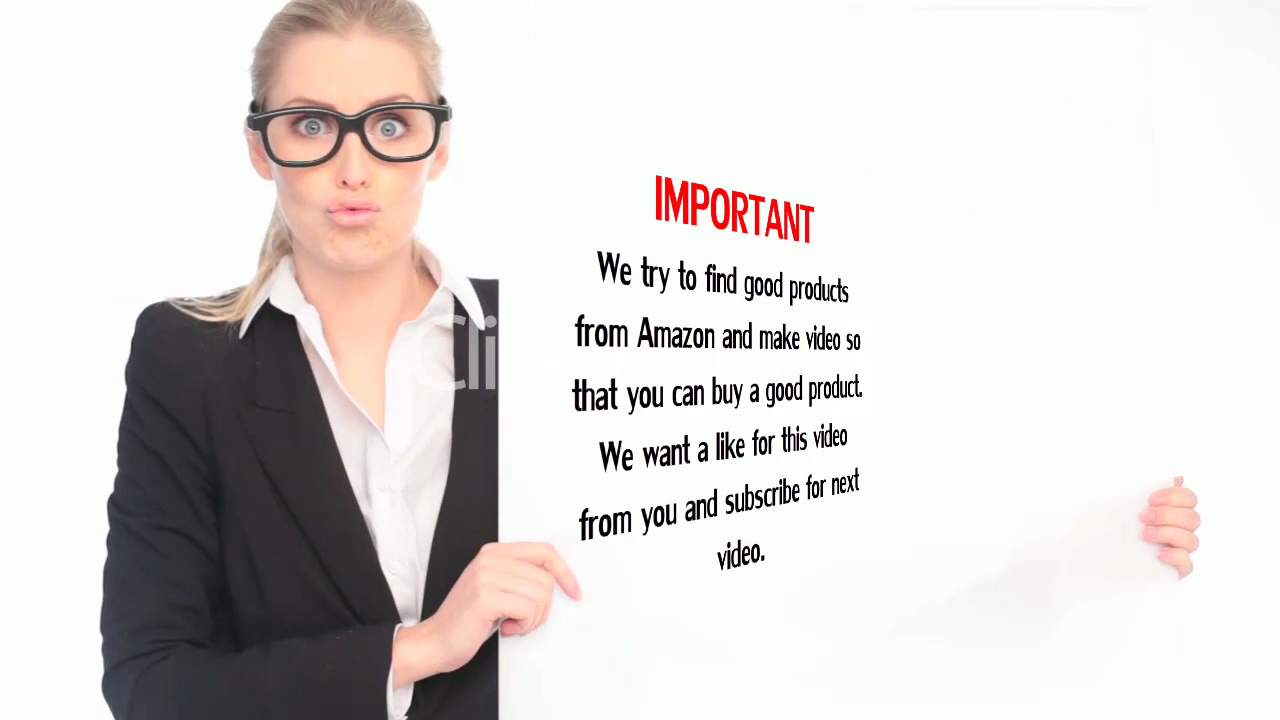 IMPORTANT
We try to find good products
from Amazon and make video so
that you can buy a good product.
We want a like for this video
from you and subscribe for next
video.
Cli